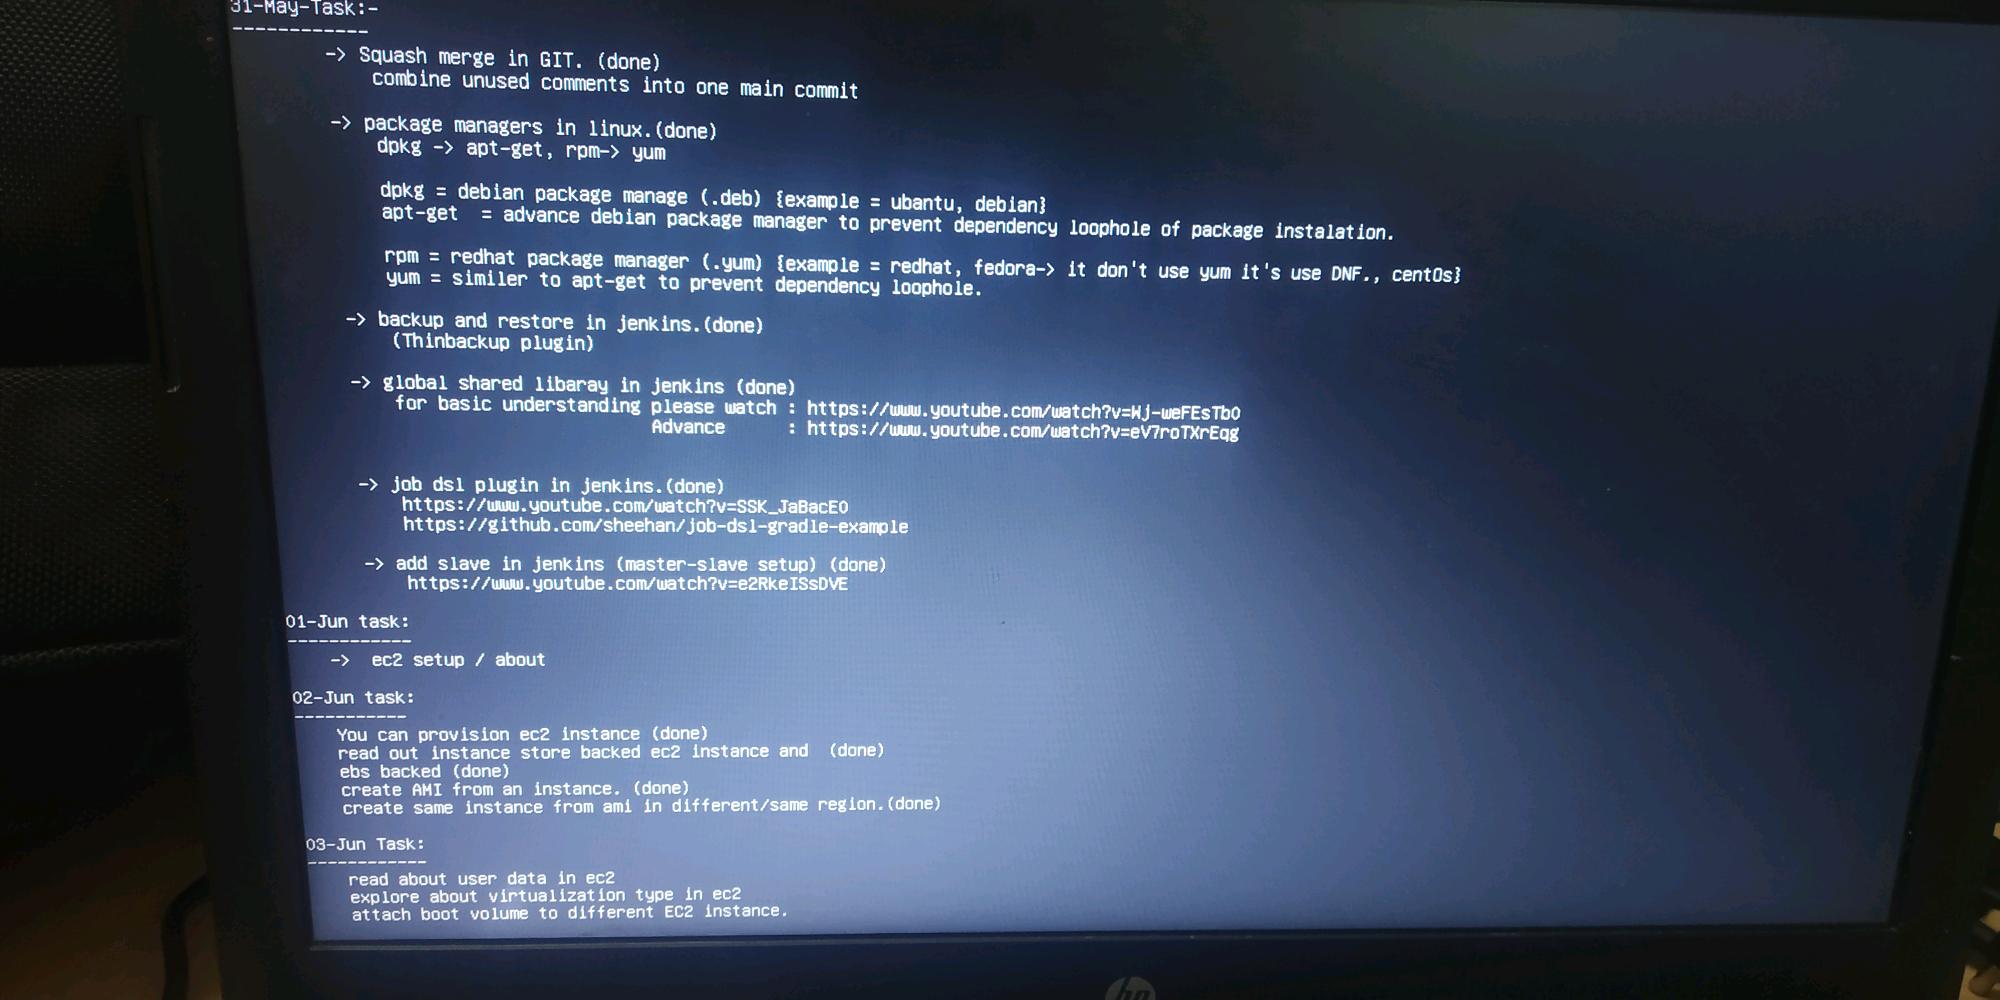 31-May-Task:-
------------
-> Squash merge in GIT. (done)
combine unused comments into one main commit
-> package managers in linux.(done)
dpkg -> apt-get, rpm-> yum
dpkg = debian package manage (.deb) {example = ubantu, debian}
apt-get = advance debian package manager to prevent dependency loophole of package instalation.
rpm = redhat package manager (.yum) {example = redhat, fedora-> it don't use yum it's use DNF., centOs}
yum = similer to apt-get to prevent dependency loophole.
-> backup and restore in jenkins.(done)
(Thinbackup plugin)
-> global shared libaray in jenkins (done)
for basic understanding please watch : https://www.youtube.com/watch?v=Wj-weFEsTb0
Advance : https://www.youtube.com/watch?v=eV7roTXrEqg
-> job dsl plugin in jenkins.(done)
https://www.youtube.com/watch?v=SSK_JaBacE0
https://github.com/sheehan/job-dsl-gradle-example
-> add slave in jenkins (master-slave setup) (done)
https://www.youtube.com/watch?v=e2RkeISsDVE
01-Jun task:
------------
-> ec2 setup / about
02-Jun task:
-----------
You can provision ec2 instance (done)
read out instance store backed ec2 instance and (done)
ebs backed (done)
create AMI from an instance. (done)
create same instance from ami in different/same region.(done)
03-Jun Task:
------------
read about user data in ec2
explore about virtualization type in ec2
attach boot volume to different EC2 instance.
hp